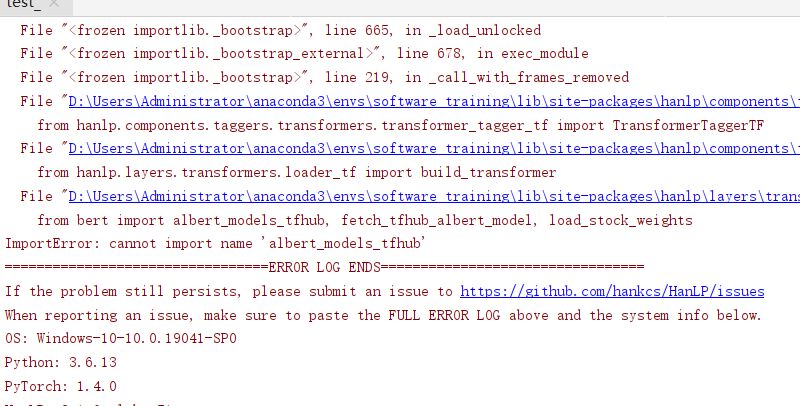 test_
File "<frozen importlib._bootstrap>", line 665, in _load_unlocked
File "<frozen importlib._bootstrap_external>", line 678, in exec_module
File "<frozen importlib._bootstrap>", line 219, in _call_with_frames_removed
File "D:\Users\Administrator\anaconda3\envs\software_training\lib\site-packages\hanlp\components\
from hanlp.components.taggers.transformers.transformer_tagger_tf import TransformerTaggerTF
File "D:\Users\Administrator\anaconda3\envs\software_training\lib\site-packages\hanlp\components\
from hanlp.layers.transformers.loader_tf import build_transformer
File "D:\Users\Administrator\anaconda3\envs\software_training\lib\site-packages\hanlp\layers\trans
from bert import albert_models_tfhub, fetch_tfhub_albert_model, load_stock_weights
ImportError: cannot import name 'albert_models_tfhub'
=================================ERROR LOG ENDS=================================
If the problem still persists, please submit an issue to https://github.com/hankcs/HanLP/issues
When reporting an issue, make sure to paste the FULL ERROR LOG above and the system info below.
OS: Windows-10-10.0.19041-SP0
Python: 3.6.13
PyTorch: 1.4.0